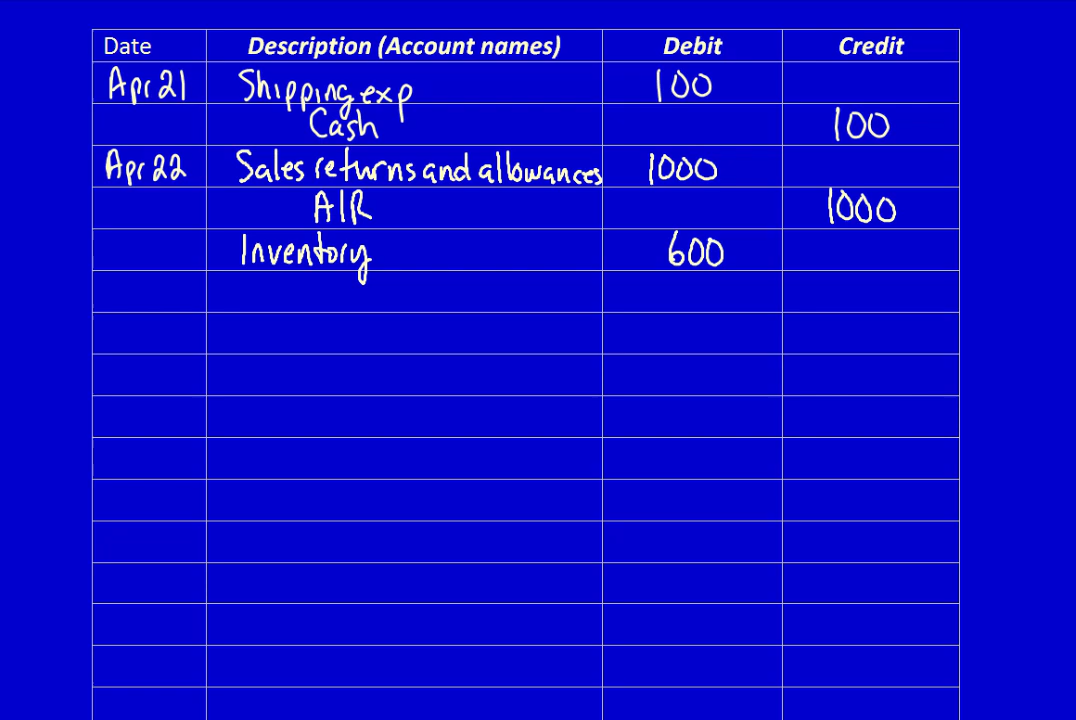 Date Description (Account names) Debit Credit
Apr 21 Shipping exp 100
Cash 100
Apr 22 Sales returns and allowances 1000
A/R 1000
Inventory 600